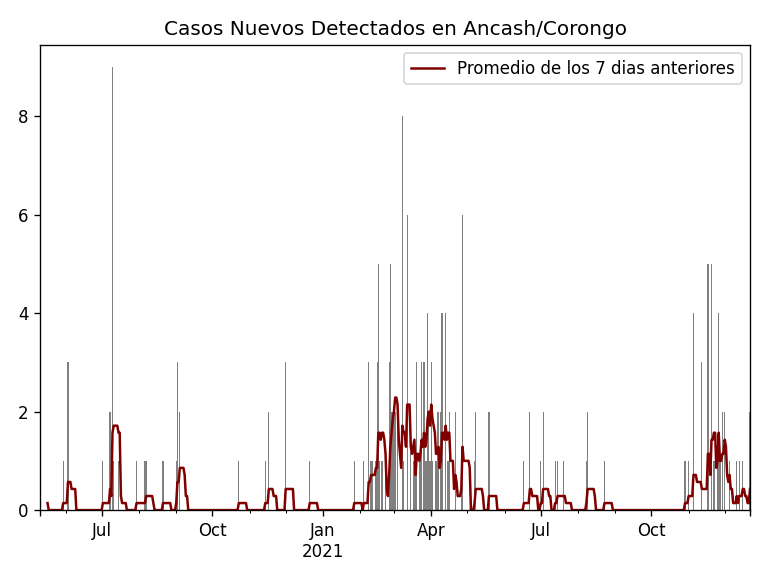 Casos Nuevos Detectados en Ancash/Corongo
Promedio de los 7 dias anteriores
8
6
4
2
0
Jul
Oct
Jan
2021
Apr
Jul
Oct